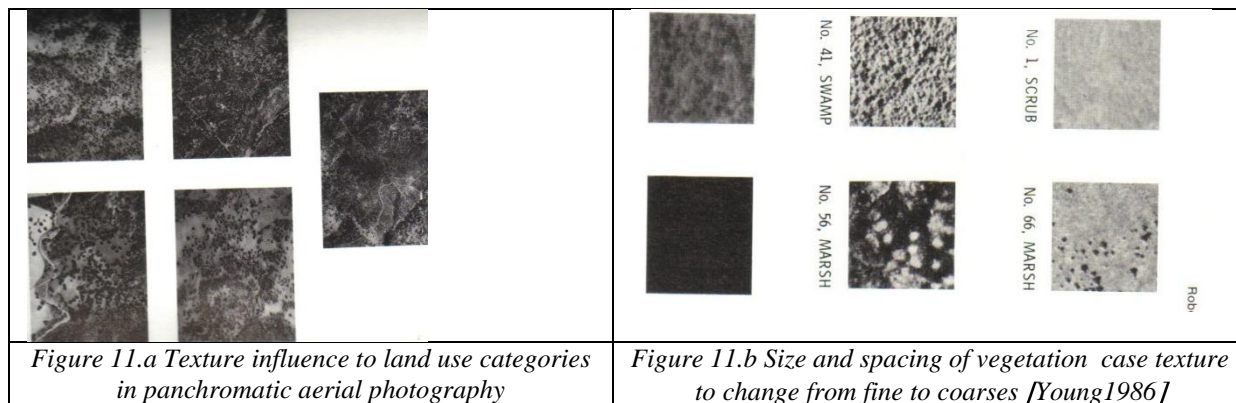 No. 41, SWAMP
No. 1, SCRUB
No. 56, MARSH
No. 66, MARSH
Rob
Figure 11.a Texture influence to land use categories
in panchromatic aerial photography
Figure 11.b Size and spacing of vegetation case texture
to change from fine to coarses [Young1986]